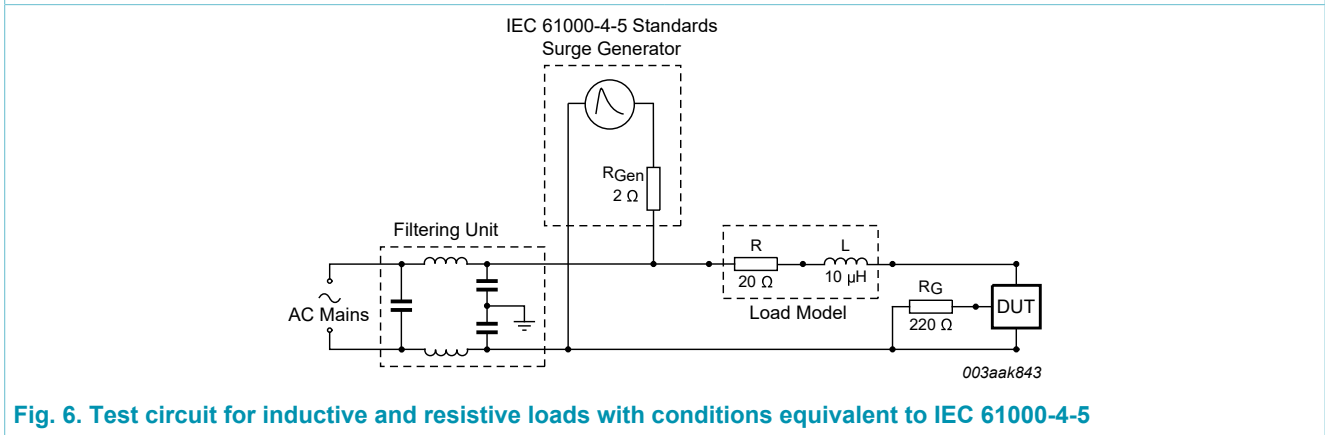 IEC 61000-4-5 Standards
Surge Generator
RGen
2 Ω
Filtering Unit
AC Mains
R
20 Ω
L
10 μH
Load Model
RG
220 Ω
DUT
003aak843
Fig. 6. Test circuit for inductive and resistive loads with conditions equivalent to IEC 61000-4-5